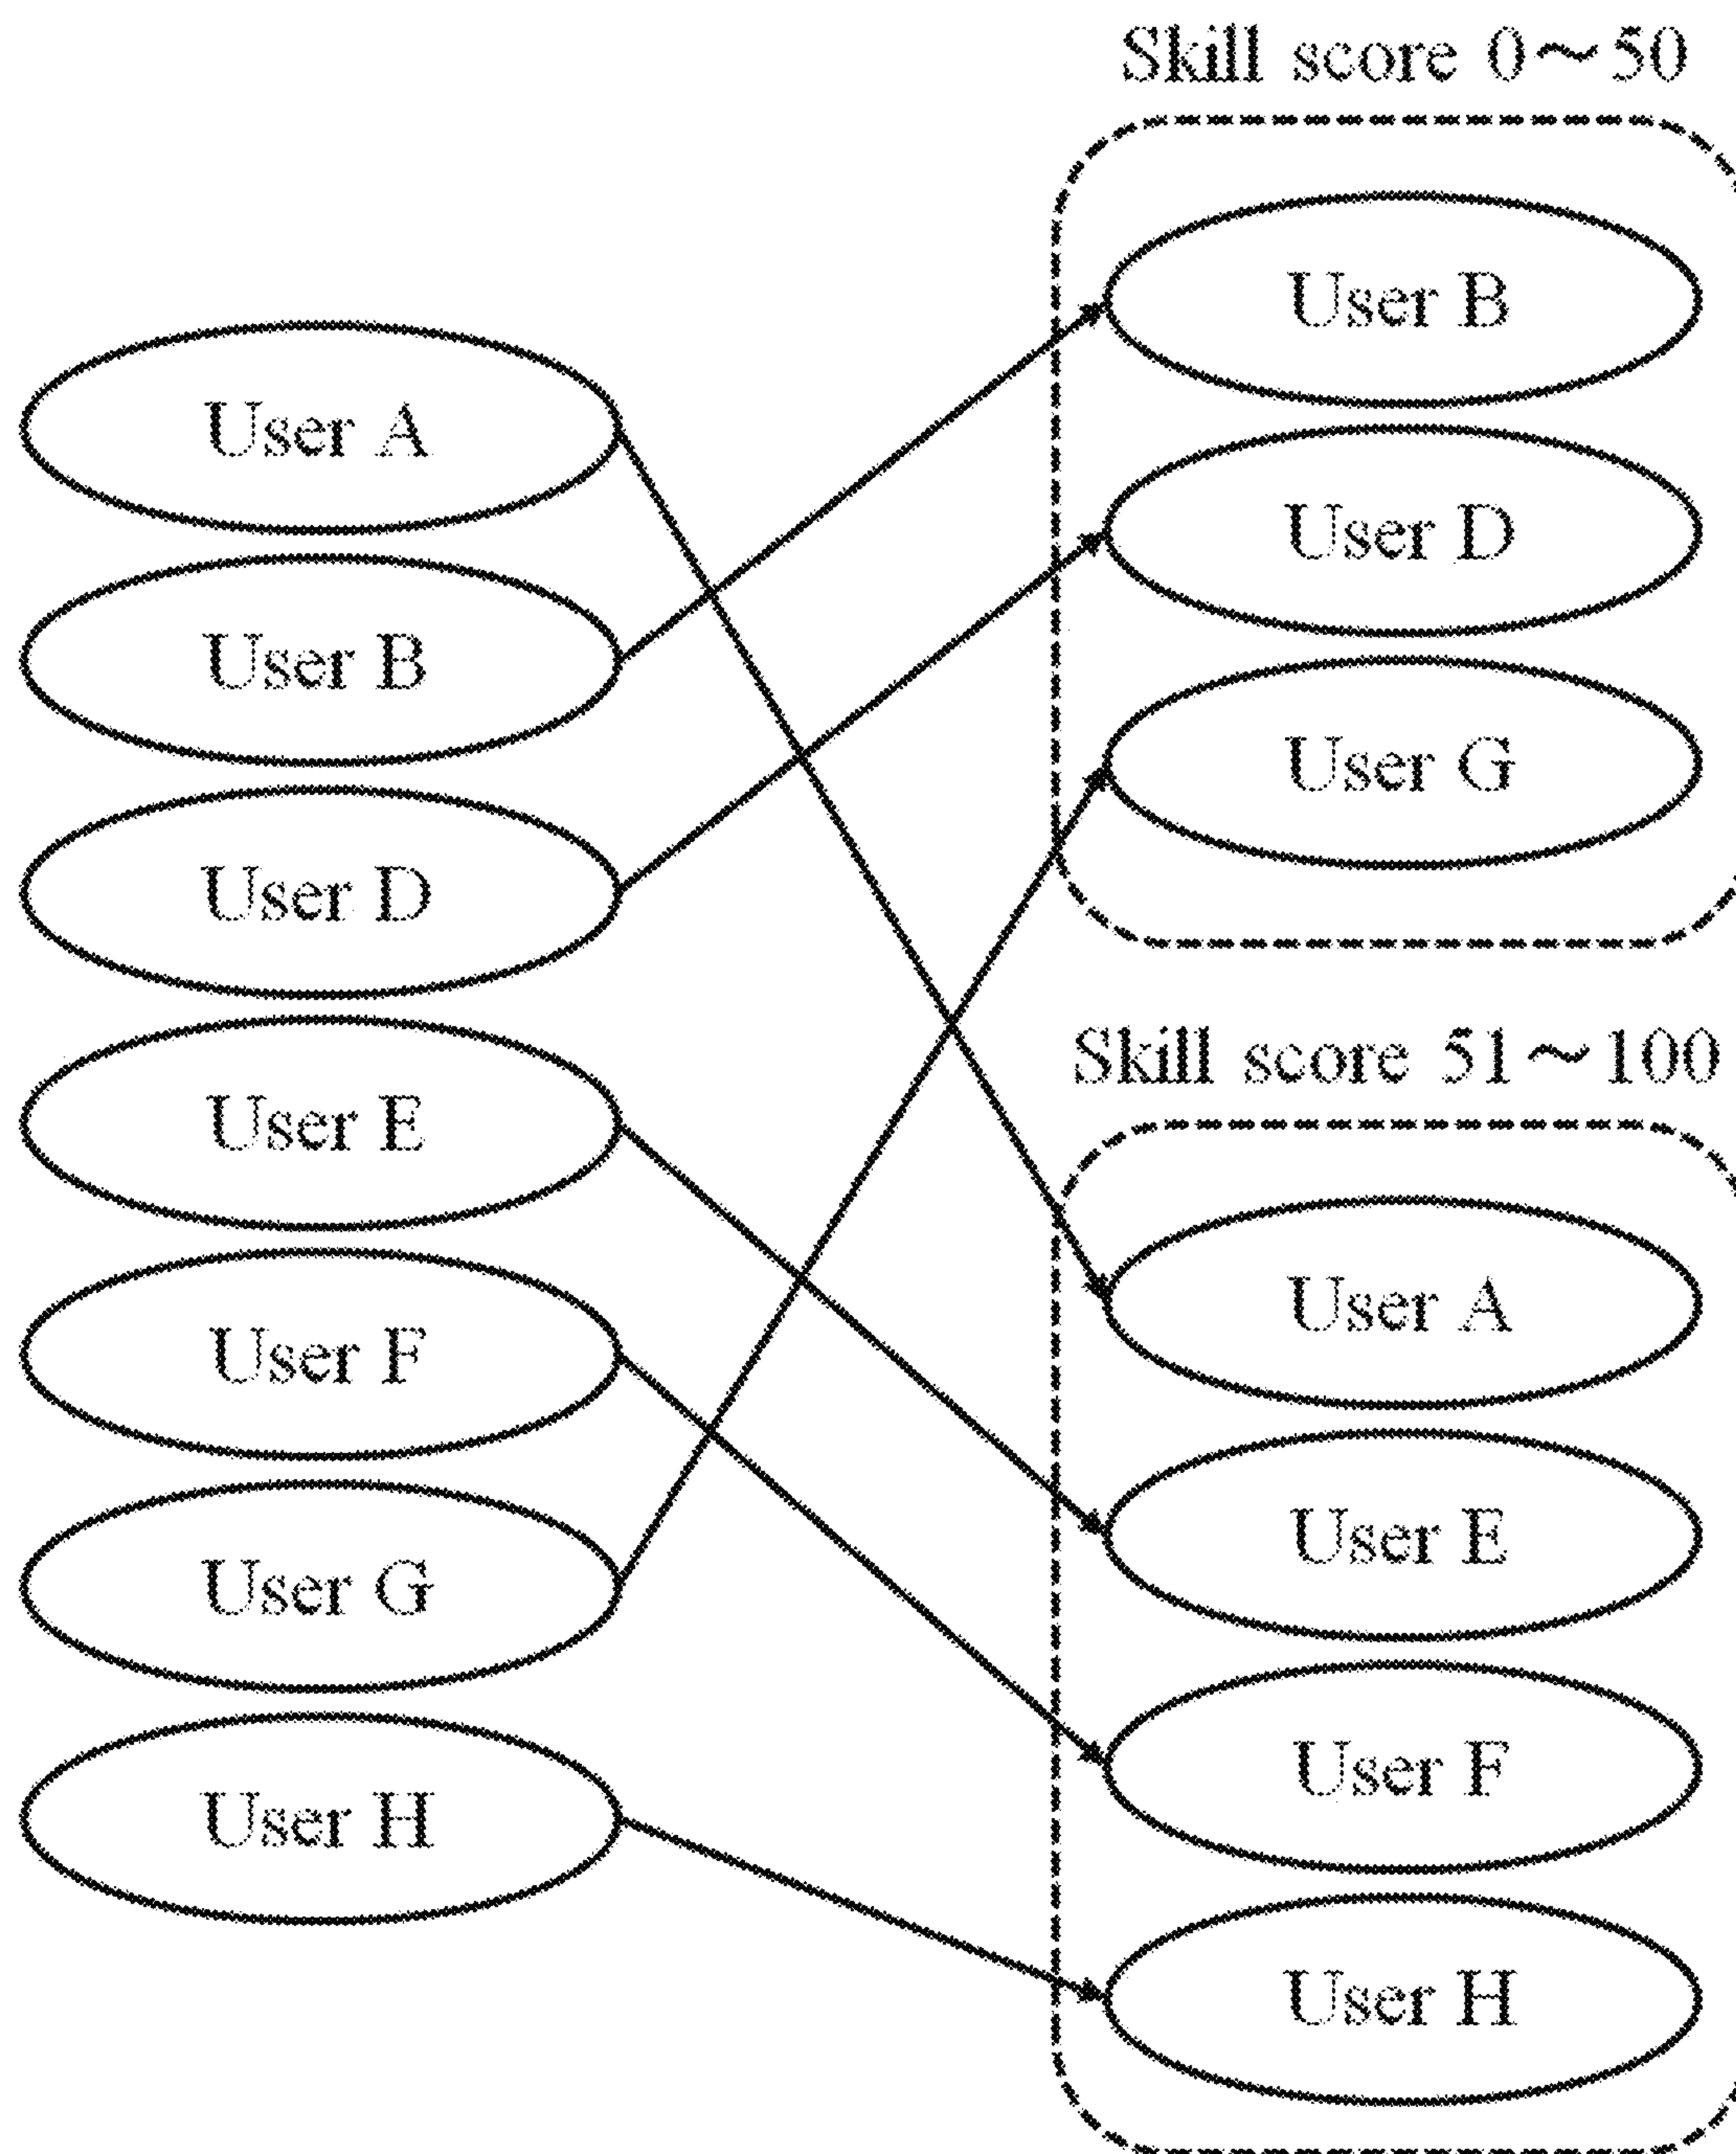 User A
User B
User D
User E
User F
User G
User H
Skill score 0～50
User B
User D
User G
Skill score 51～100
User A
User E
User F
User H